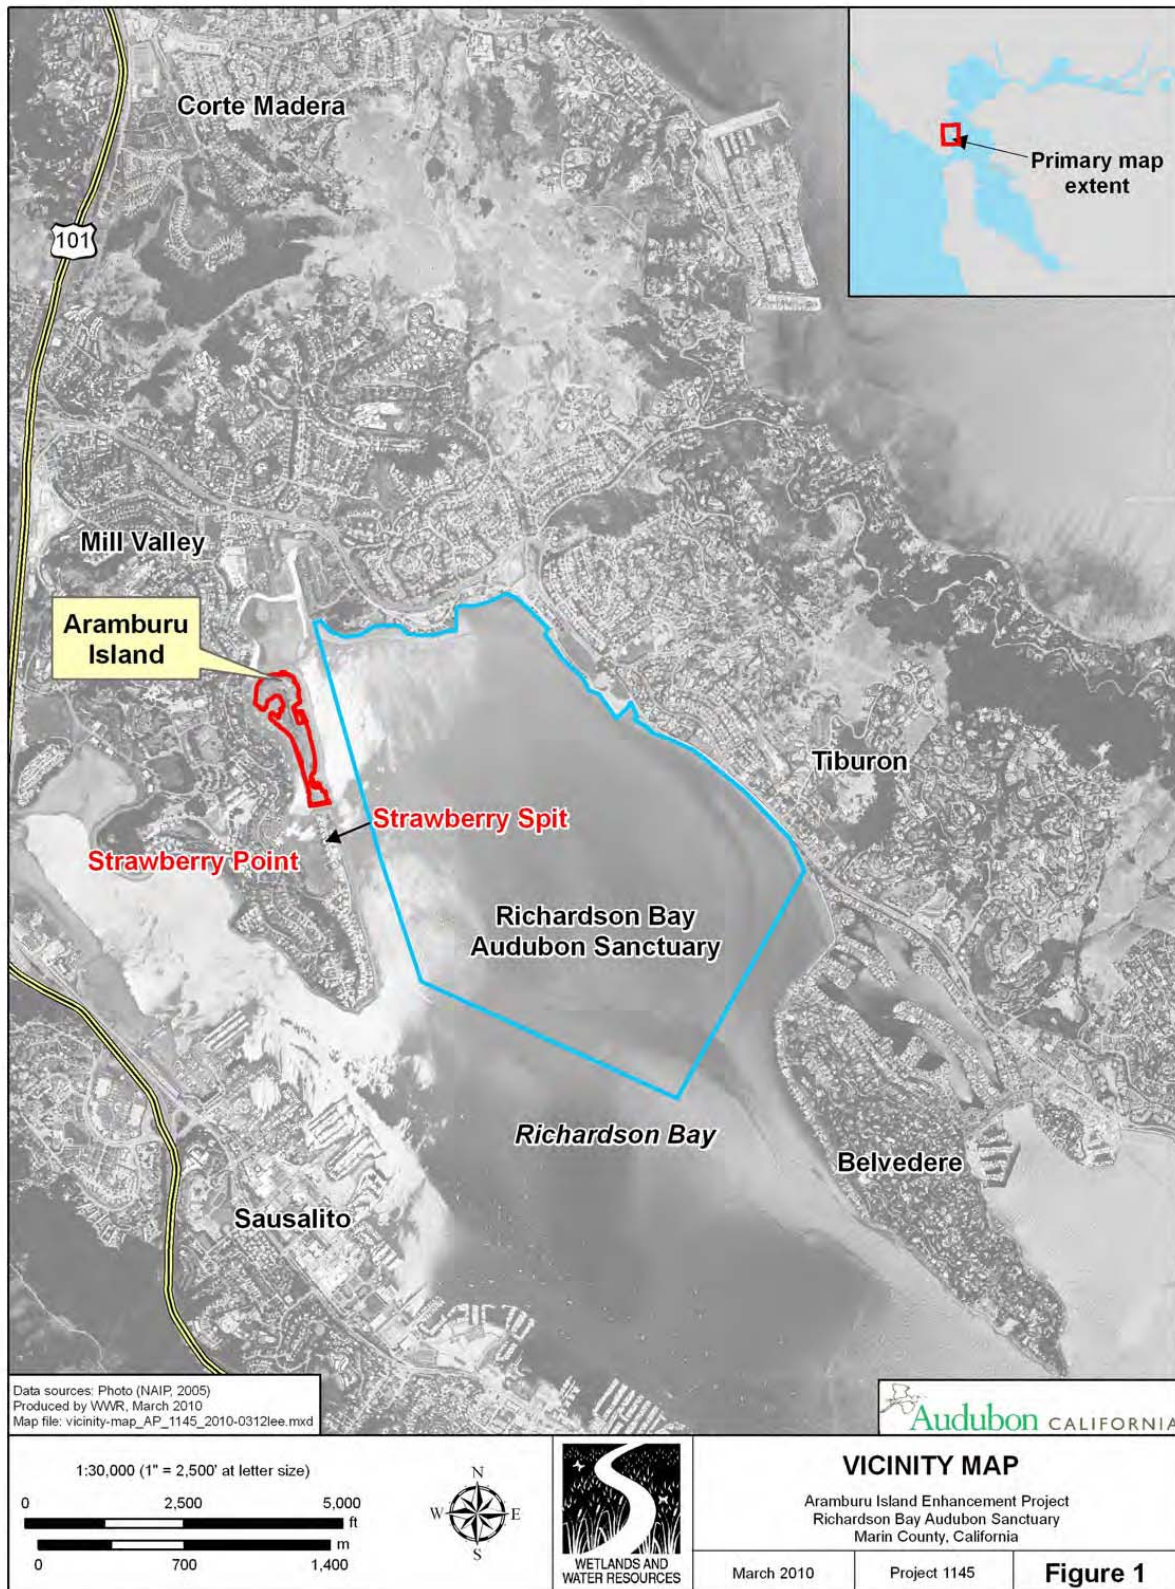 Corte Madera
Primary map
extent
101
Mill Valley
Aramburu
Island
Tiburon
Strawberry Spit
Strawberry Point
Richardson Bay
Audubon Sanctuary
Richardson Bay
Belvedere
Sausalito
Data sources: Photo (NAIP, 2005)
Produced by WWR, March 2010
Map file: vicinity-map_AP_1145_2010-0312lee.mxd
Audubon CALIFORNIA
1:30,000 (1" = 2,500' at letter size)
0 2,500 5,000
ft
m
0 700 1,400
N
W E
S
WETLANDS AND
WATER RESOURCES
VICINITY MAP
Aramburu Island Enhancement Project
Richardson Bay Audubon Sanctuary
Marin County, California
March 2010
Project 1145
Figure 1